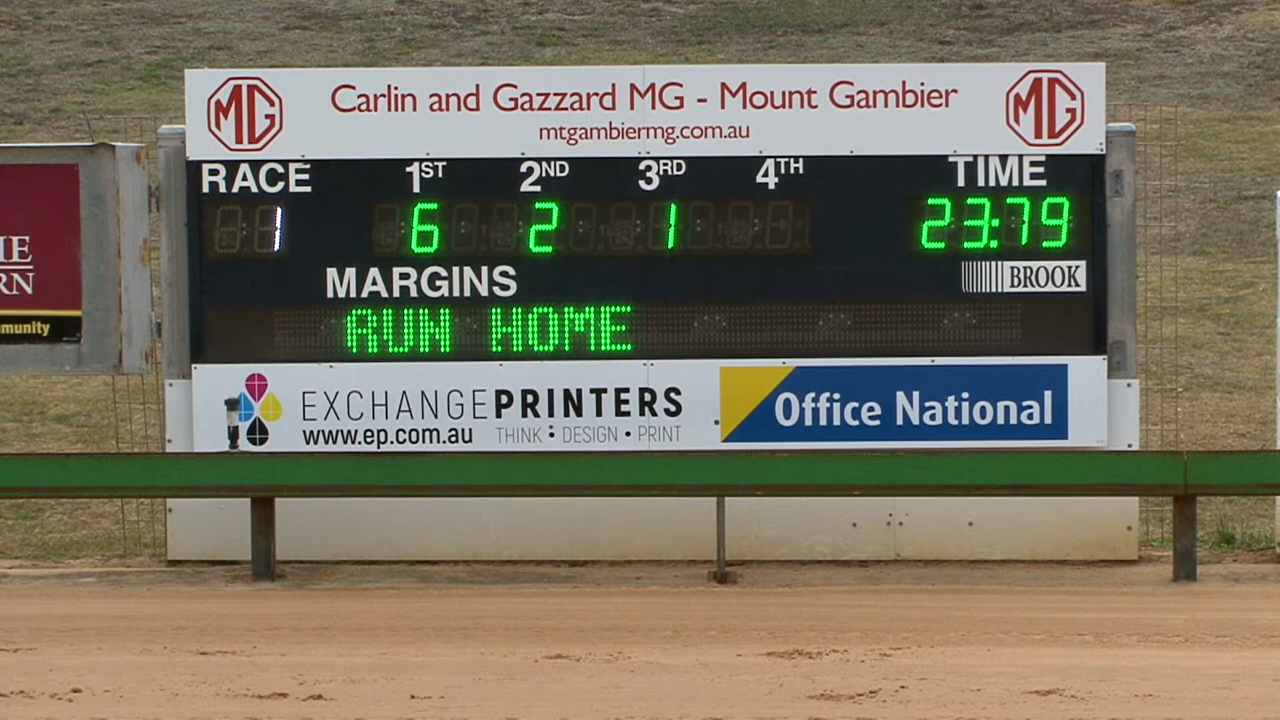 MG Carlin and Gazzard MG - Mount Gambier MG
mtgambiermg.com.au
RACE 1ST 2ND 3RD 4TH TIME
1 6 2 1 23:79
MARGINS
BROOK
RUN HOME
EXCHANGEPRINTERS
www.ep.com.au THINK • DESIGN • PRINT
Office National